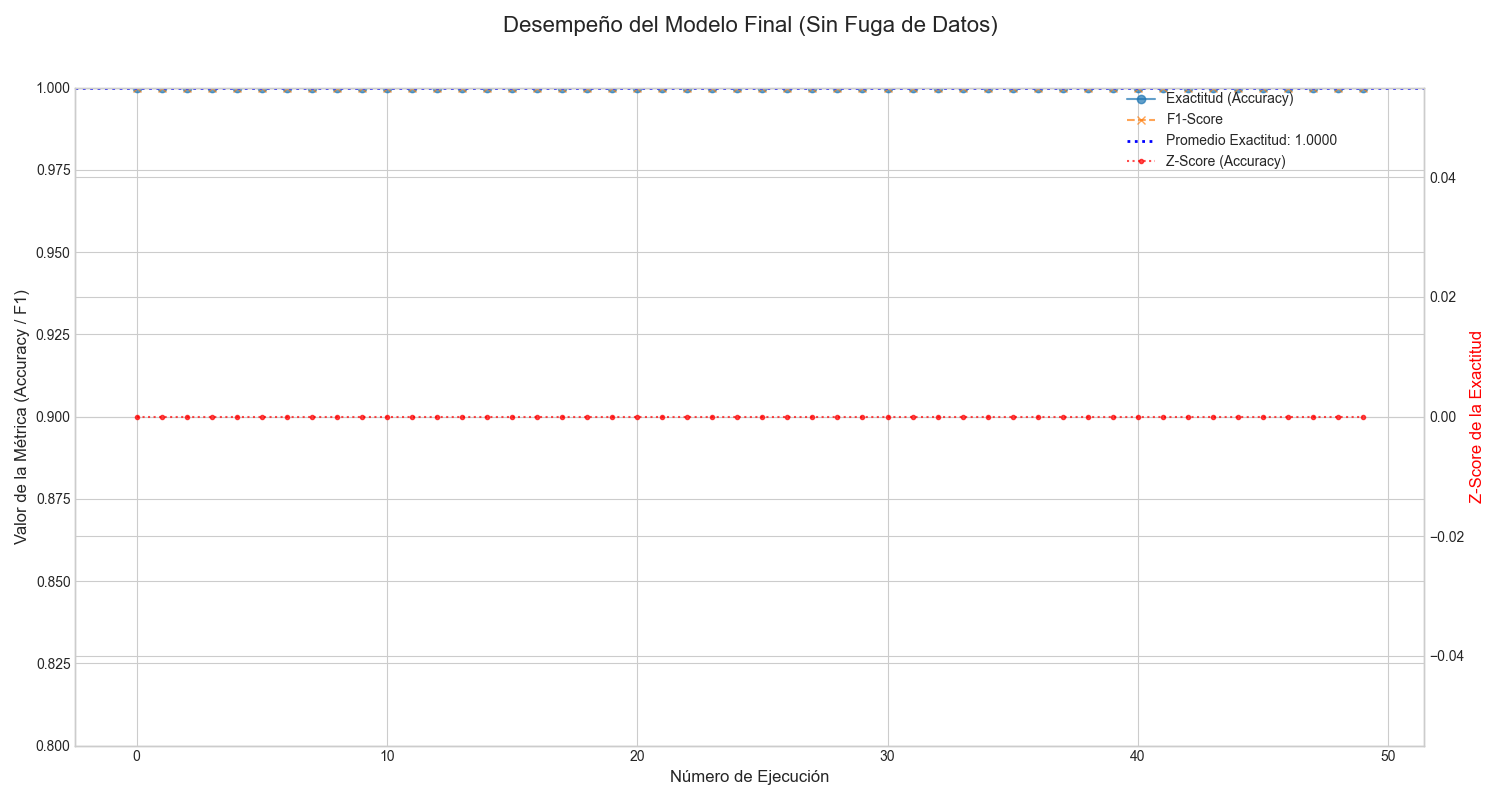 Desempeño del Modelo Final (Sin Fuga de Datos)
Exactitud (Accuracy)
F1-Score
Promedio Exactitud: 1.0000
Z-Score (Accuracy)
Valor de la Métrica (Accuracy / F1)
1.000
0.975
0.950
0.925
0.900
0.875
0.850
0.825
0.800
0.04
0.02
0.00
−0.02
−0.04
Z-Score de la Exactitud
0 10 20 30 40 50
Número de Ejecución